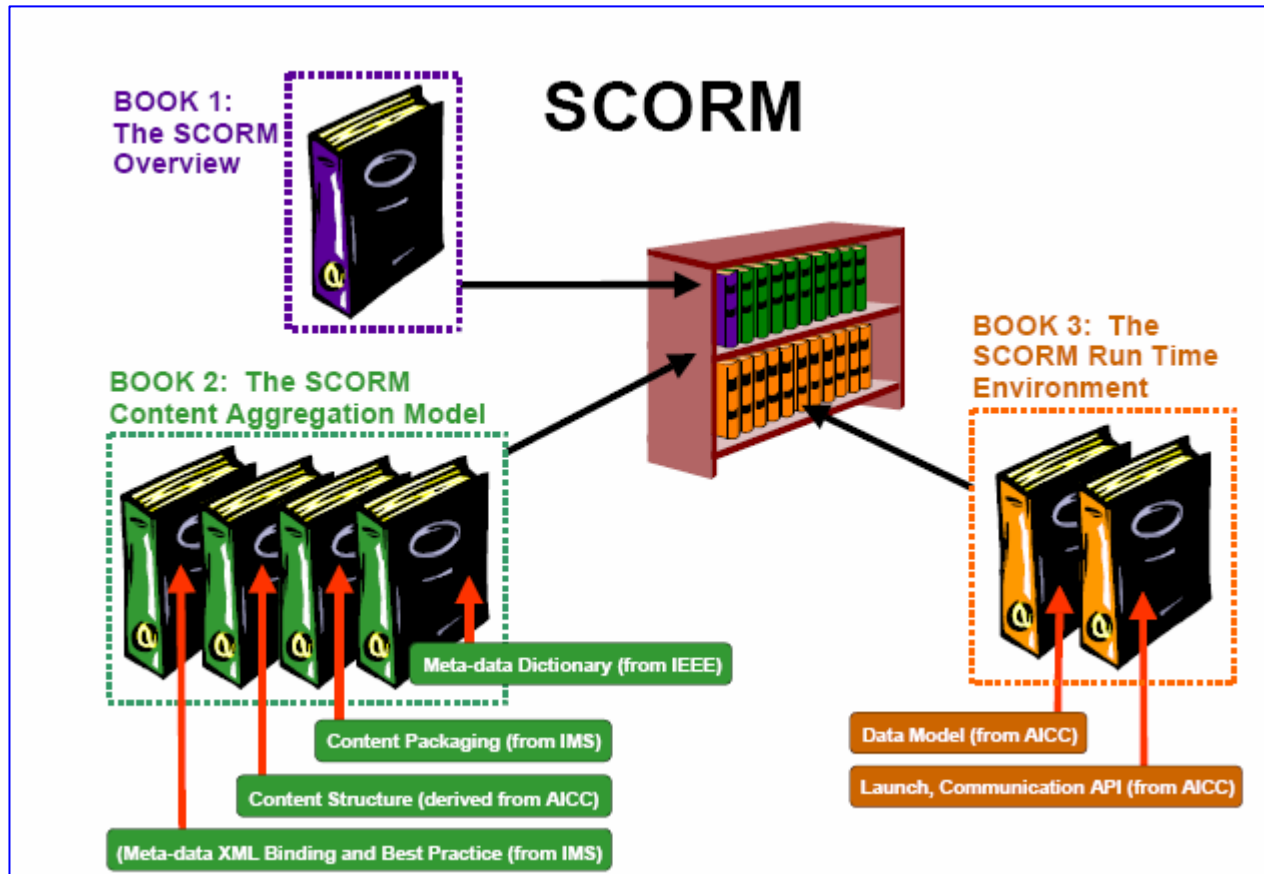 SCORM
BOOK 1:
The SCORM
Overview
BOOK 2:  The SCORM
Content Aggregation Model
BOOK 3:  The
SCORM Run Time
Environment
Meta-data Dictionary (from IEEE)
Content Packaging (from IMS)
Content Structure (derived from AICC)
(Meta-data XML Binding and Best Practice (from IMS)
Data Model (from AICC)
Launch, Communication API (from AICC)